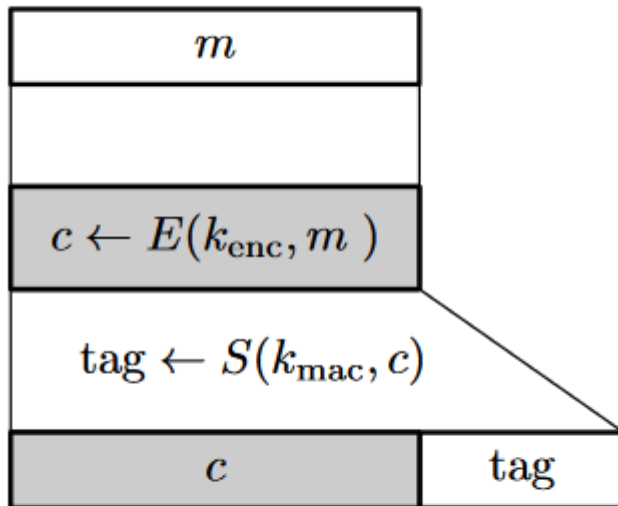 m
c ← E(k_enc, m )
tag ← S(k_mac, c)
c tag